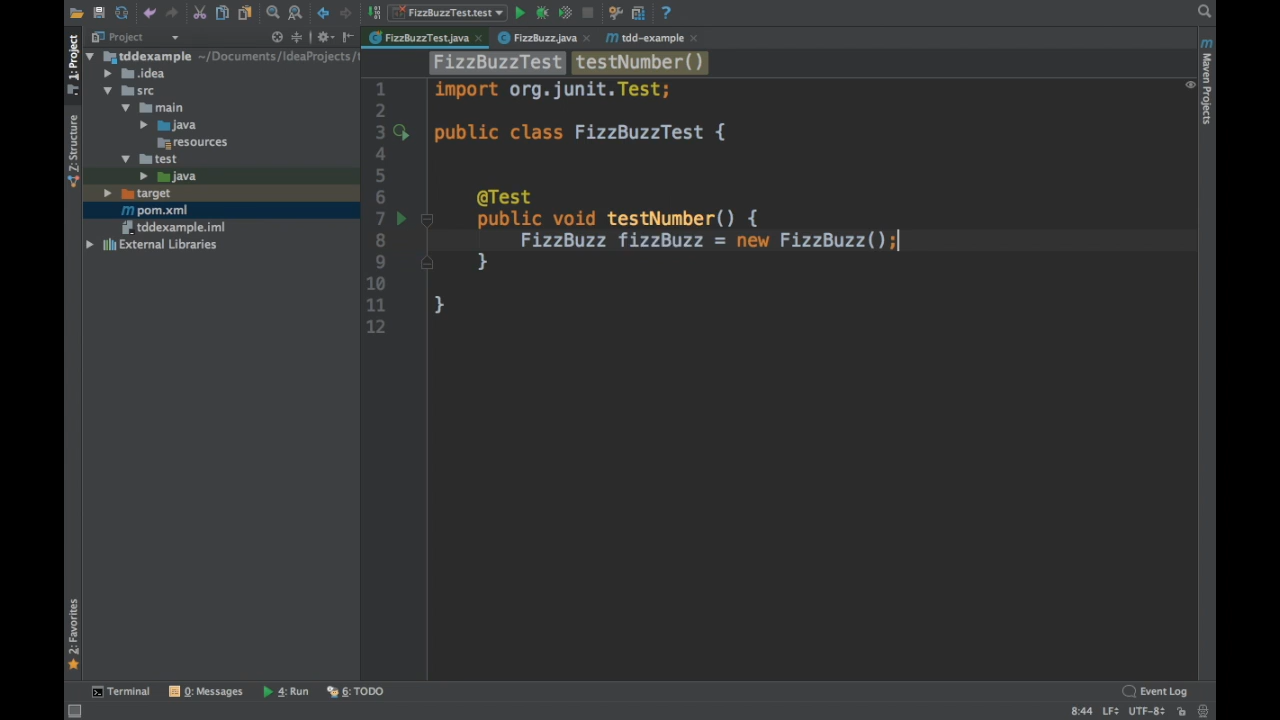 FizzBuzzTest.test
Project
FizzBuzzTest.java
FizzBuzz.java
tdd-example
tddexample ~/Documents/IdeaProjects/t
FizzBuzzTest testNumber()
.idea
src
main
java
resources
test
java
target
pom.xml
tddexample.iml
External Libraries
1: Project
7: Structure
2: Favorites
Maven Projects
1 import org.junit.Test;
2
3 public class FizzBuzzTest {
4
5
6 @Test
7 public void testNumber() {
8 FizzBuzz fizzBuzz = new FizzBuzz();
9 }
10
11 }
12
Terminal 0: Messages 4: Run 6: TODO Event Log
8:44 LF UTF-8